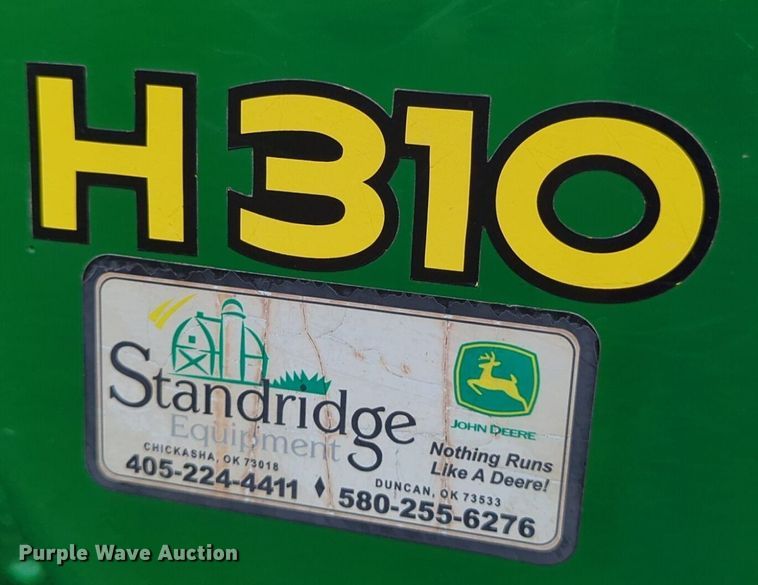 H310
Standridge
Equipment
JOHN DEERE
Nothing Runs
Like A Deere!
CHICKASHA, OK 73018
405-224-4411 ♦
DUNCAN, OK 73533
580-255-6276
Purple Wave Auction